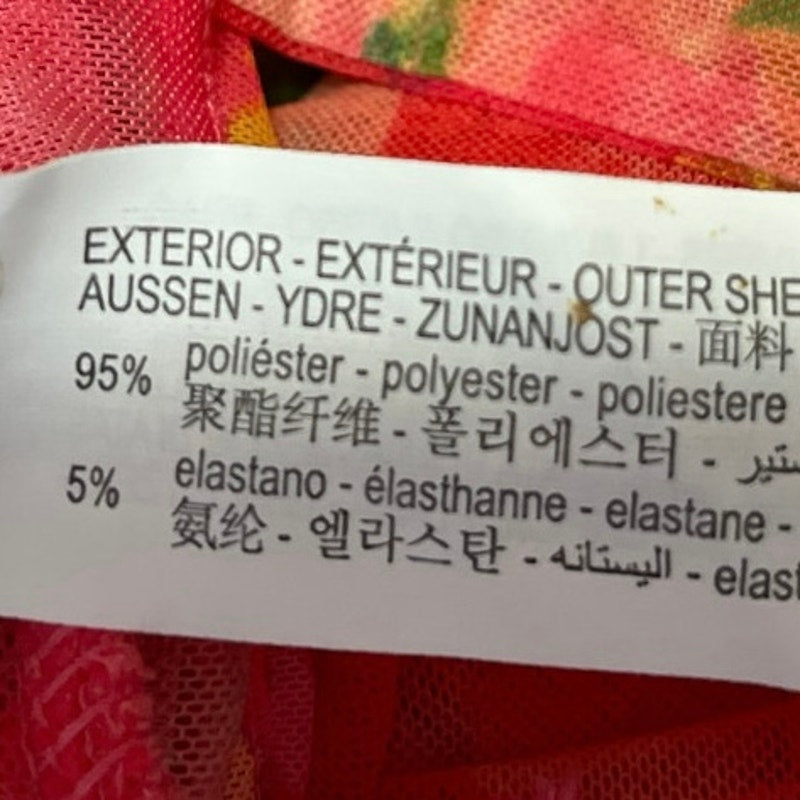 EXTERIOR - EXTÉRIEUR - OUTER SHE
AUSSEN - YDRE - ZUNANJOST - 面料
95% poliéster - polyester - poliestere
聚酯纤维 - 폴리에스터 -
5% elastano - élasthanne - elastane -
氨纶 - 엘라스탄 - اليستانه - elast